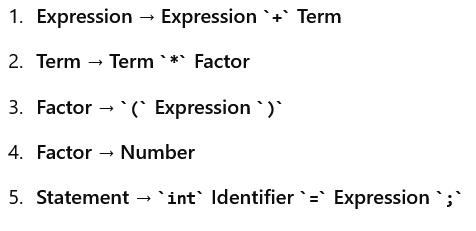 1. Expression → Expression `+` Term
2. Term → Term `*` Factor
3. Factor → `(` Expression `)`
4. Factor → Number
5. Statement → `int` Identifier `=` Expression `;`